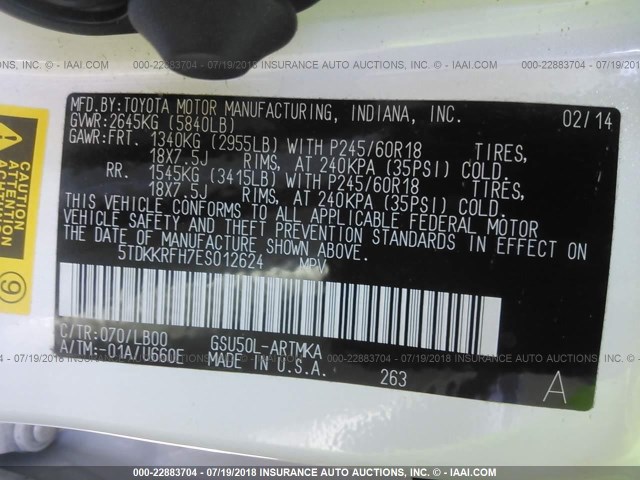 000-22883704 - 07/19/2018 INSURANCE AUTO AUCTIONS - © IAAI.COM
MFD.BY:TOYOTA MOTOR MANUFACTURING, INDIANA, INC. 02/14
GVWR:2645KG (5840LB)
GAWR:FRT. 1340KG (2955LB) WITH P245/60R18 TIRES,
18X7.5J RIMS, AT 240KPA (35PSI) COLD.
RR. 1545KG (3415LB) WITH P245/60R18 TIRES,
18X7.5J RIMS, AT 240KPA (35PSI) COLD.
THIS VEHICLE CONFORMS TO ALL APPLICABLE FEDERAL MOTOR
VEHICLE SAFETY AND THEFT PREVENTION STANDARDS IN EFFECT ON
THE DATE OF MANUFACTURE SHOWN ABOVE.
5TDKKRFH7ES012624 MPV
C/TR:070/LB00 GSU50L-ARTMKA
A/TM:-01A/U660E MADE IN U.S.A.
263 A
CAUTION
ATTENTION
9
000-22883704 - 07/19/2018 INSURANCE AUTO AUCTIONS - © IAAI.COM
000-22883704 - 07/19/2018 INSURANCE AUTO AUCTIONS - © IAAI.COM